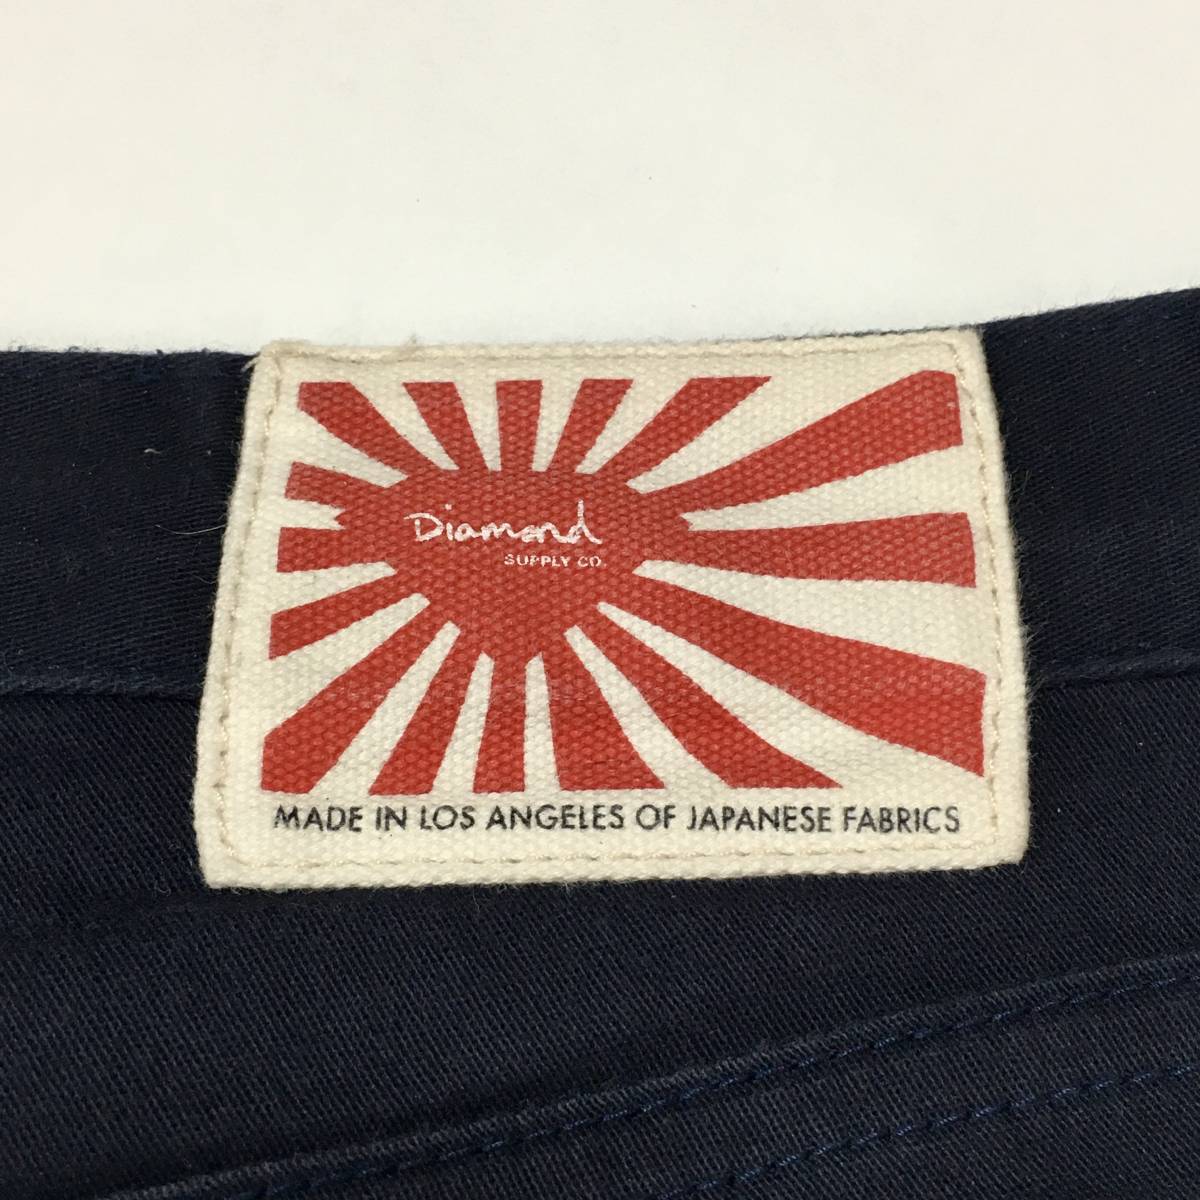 Diamond
SUPPLY CO.
MADE IN LOS ANGELES OF JAPANESE FABRICS